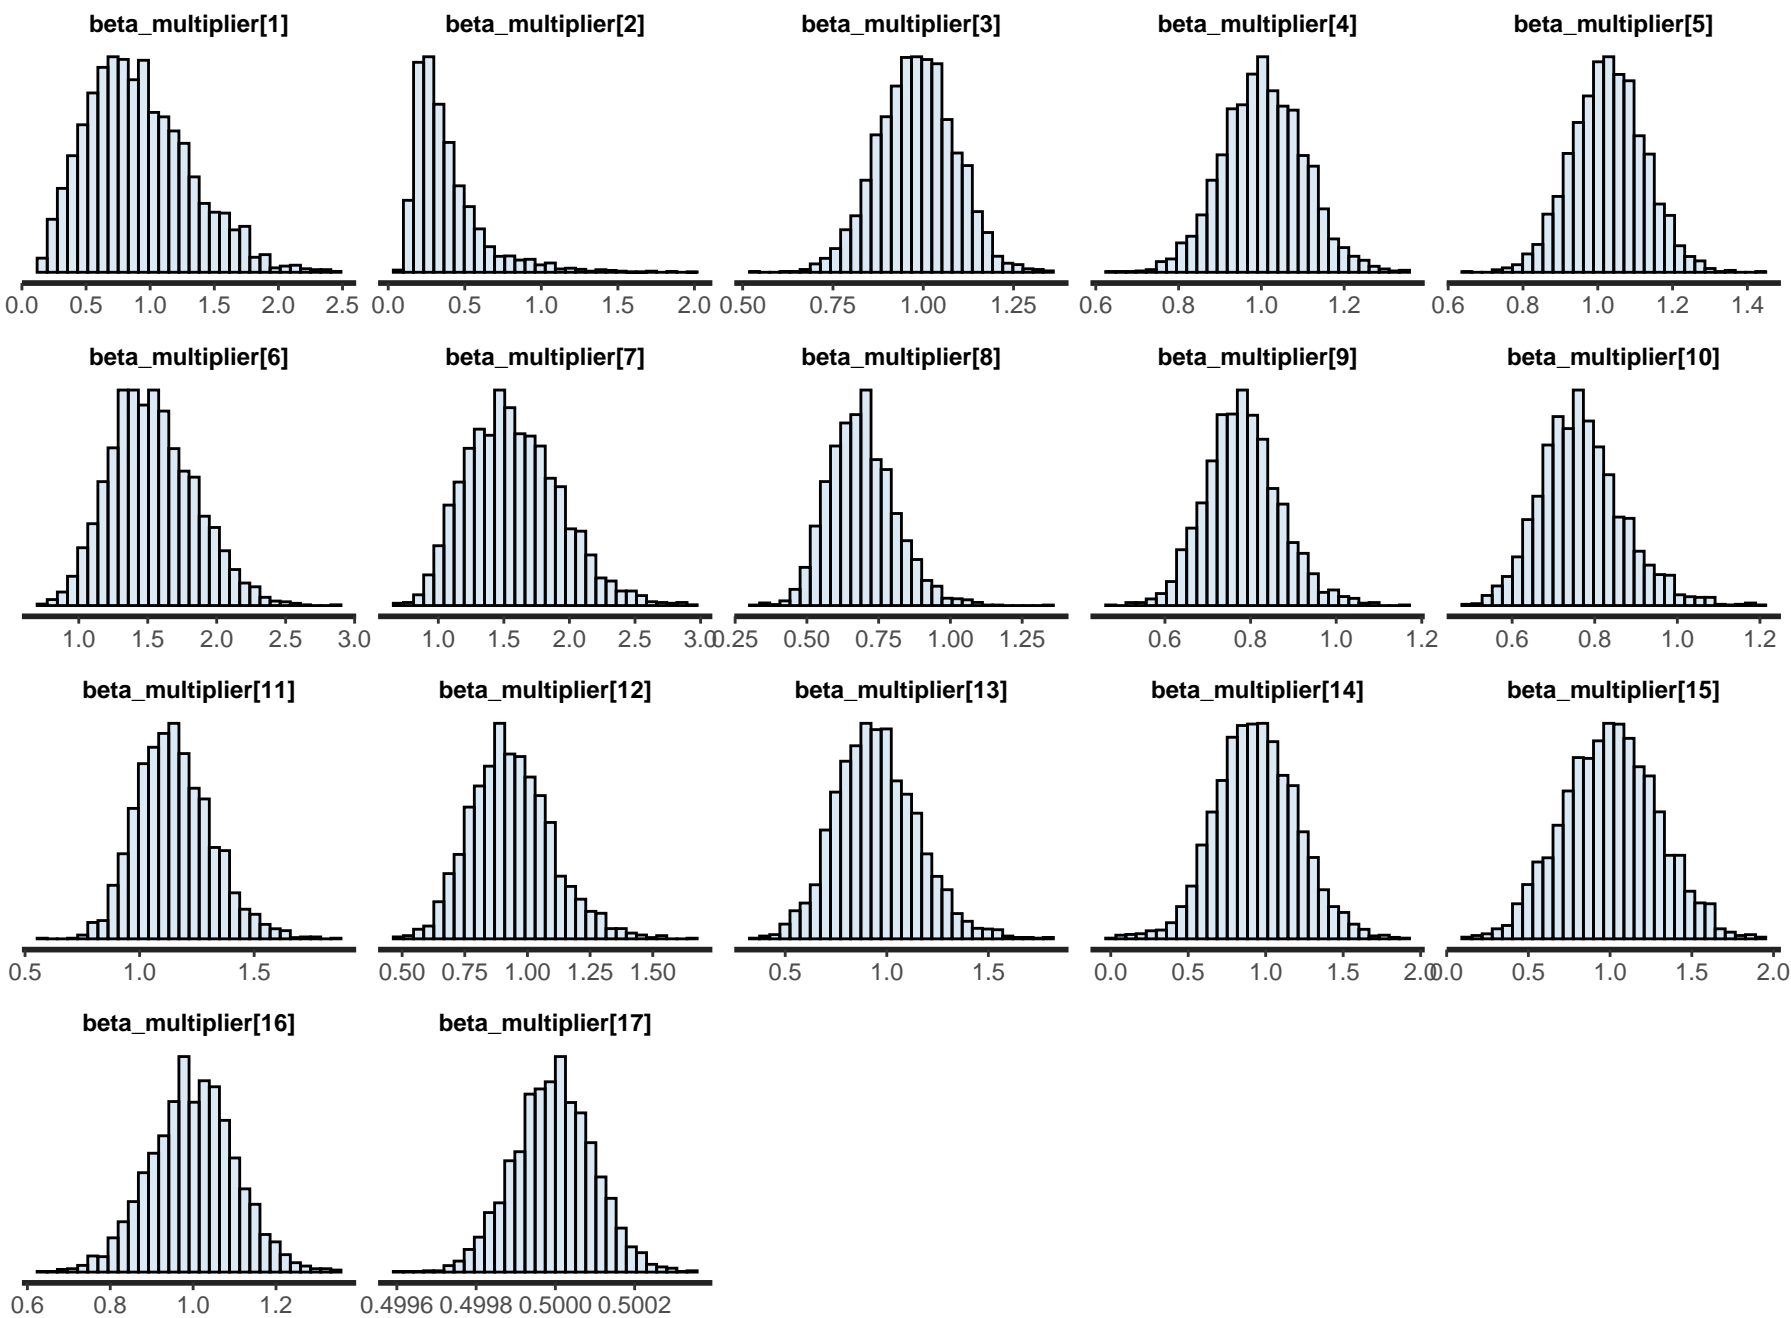 beta_multiplier[1] beta_multiplier[2] beta_multiplier[3] beta_multiplier[4] beta_multiplier[5]
0.0 0.5 1.0 1.5 2.0 2.5 0.0 0.5 1.0 1.5 2.0 0.50 0.75 1.00 1.25 0.6 0.8 1.0 1.2 0.6 0.8 1.0 1.2 1.4
beta_multiplier[6] beta_multiplier[7] beta_multiplier[8] beta_multiplier[9] beta_multiplier[10]
1.0 1.5 2.0 2.5 3.0 1.0 1.5 2.0 2.5 3.0 0.25 0.50 0.75 1.00 1.25 0.6 0.8 1.0 1.2 0.6 0.8 1.0 1.2
beta_multiplier[11] beta_multiplier[12] beta_multiplier[13] beta_multiplier[14] beta_multiplier[15]
0.5 1.0 1.5 0.50 0.75 1.00 1.25 1.50 0.5 1.0 1.5 0.0 0.5 1.0 1.5 2.0 0.0 0.5 1.0 1.5 2.0
beta_multiplier[16] beta_multiplier[17]
0.6 0.8 1.0 1.2 0.4996 0.4998 0.5000 0.5002